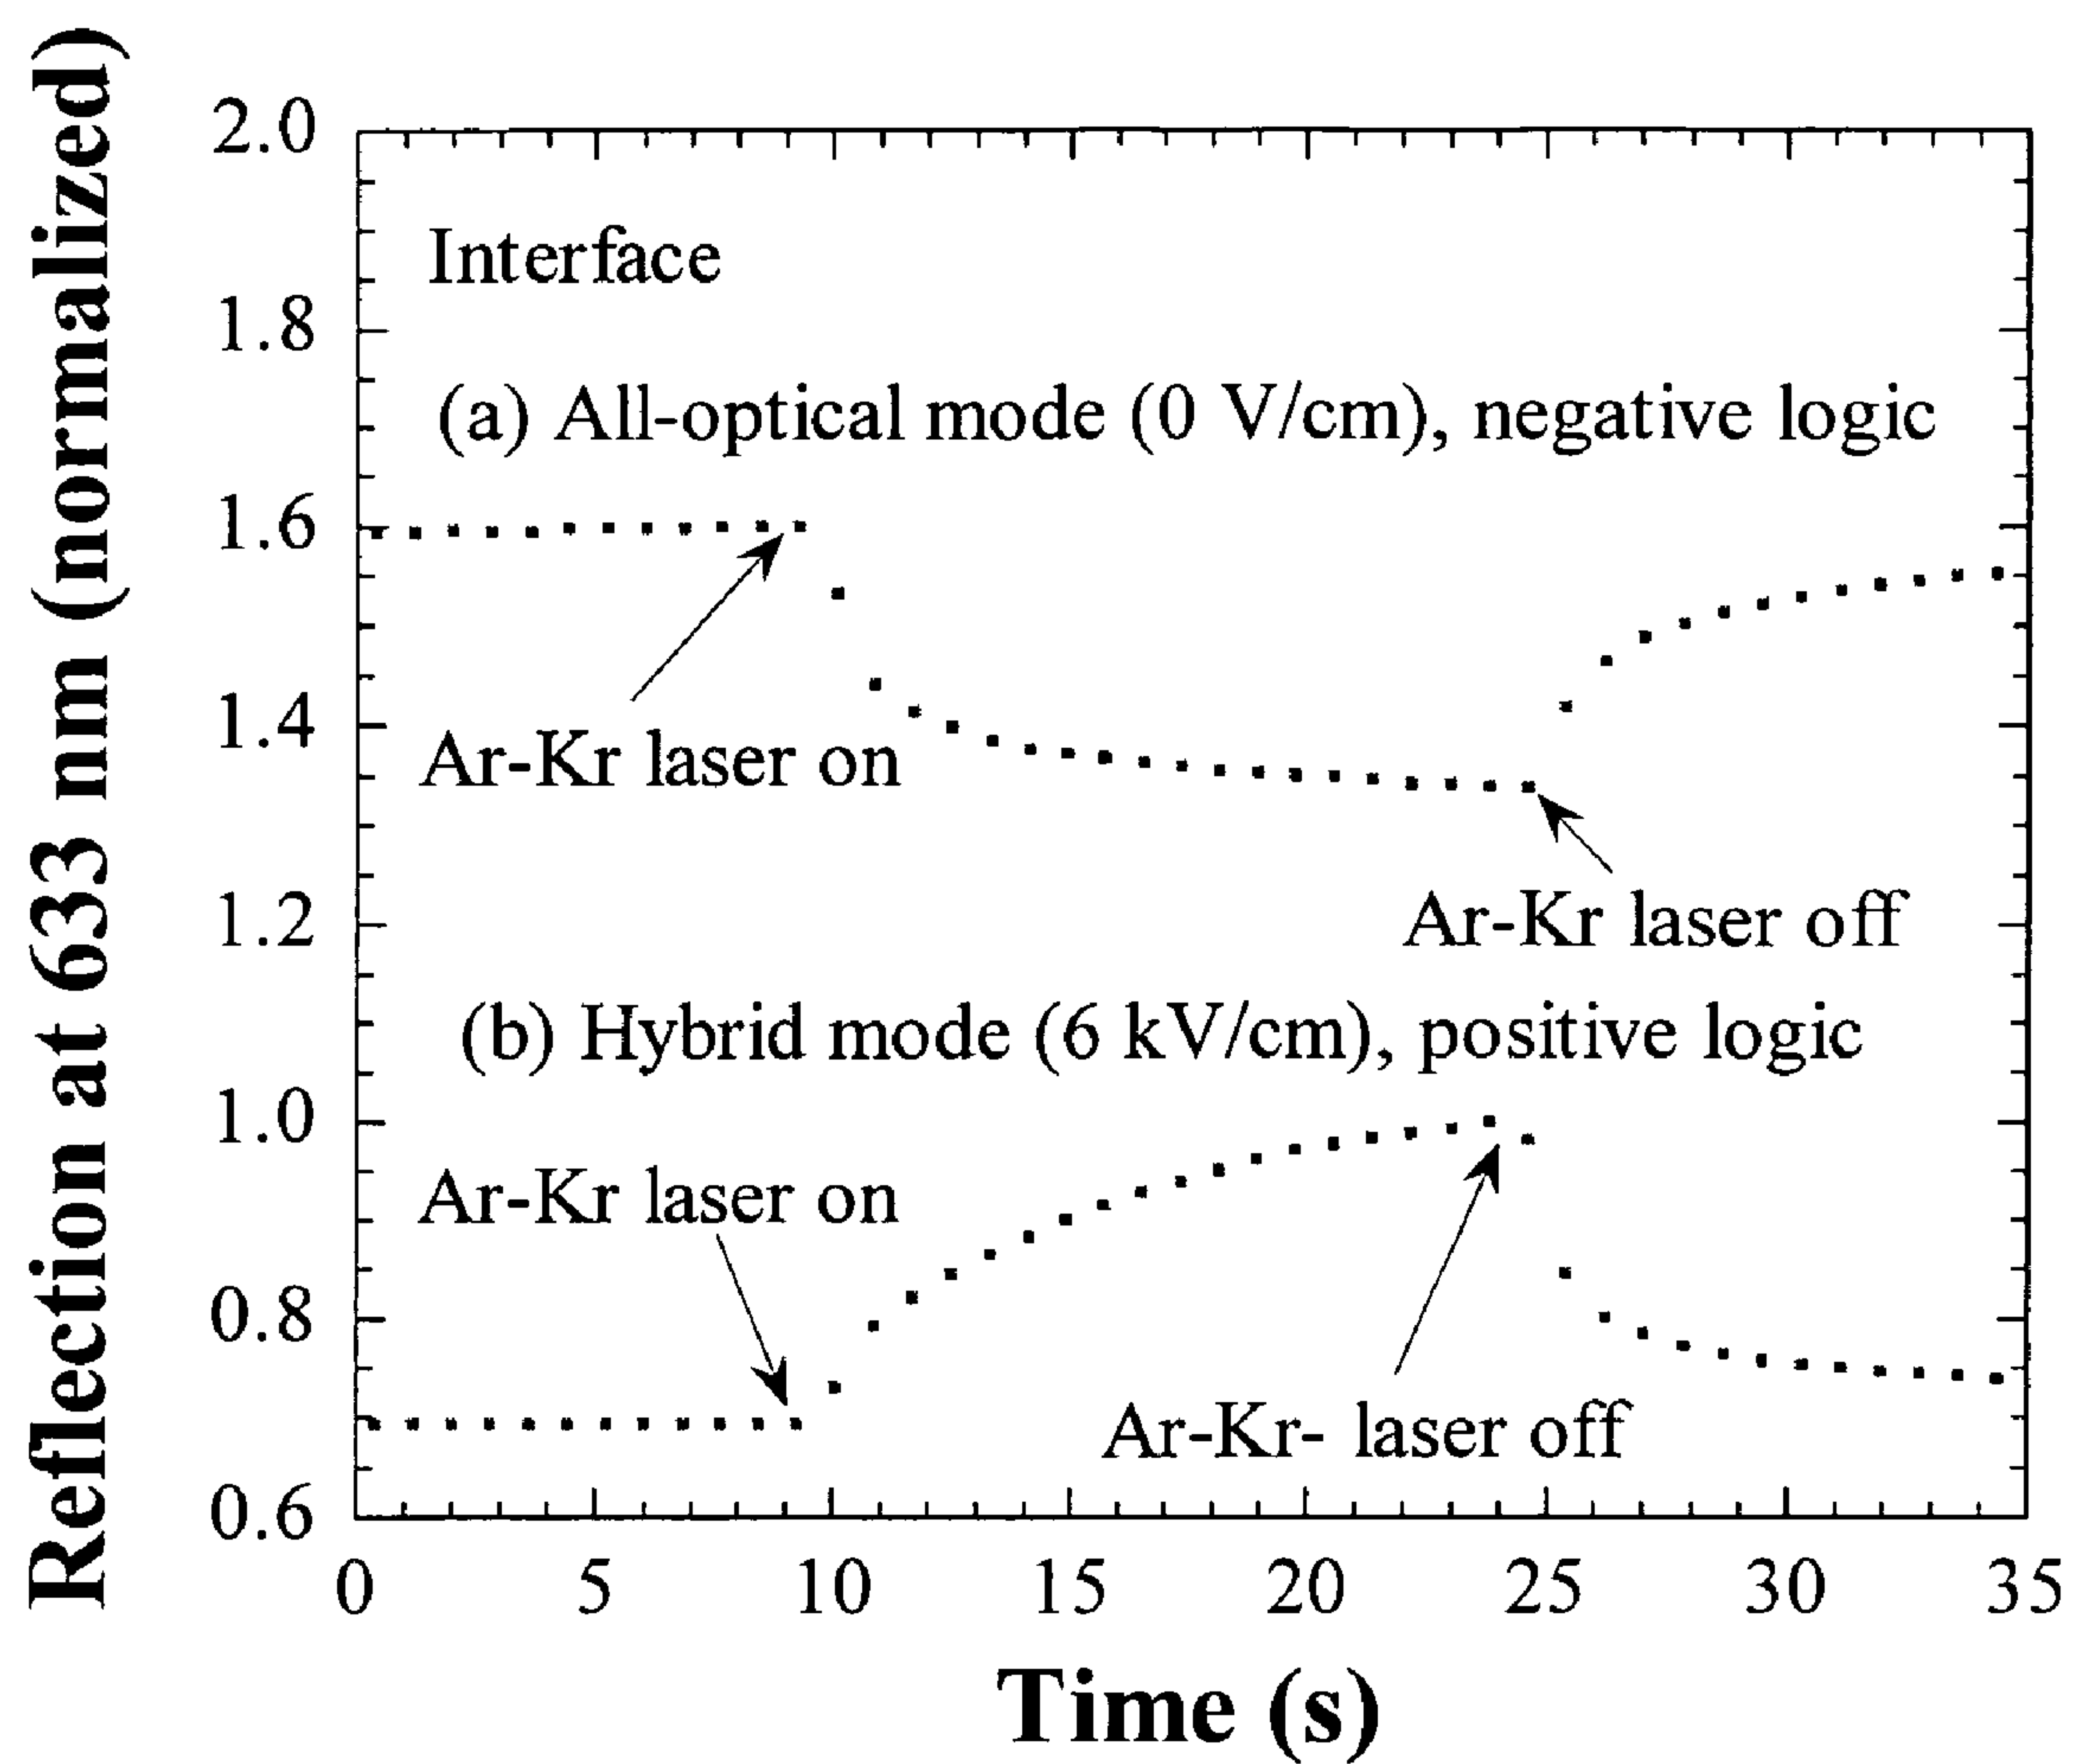 Reflection at 633 nm (normalized)
2.0
1.8
1.6
1.4
1.2
1.0
0.8
0.6
Interface
(a) All-optical mode (0 V/cm), negative logic
Ar-Kr laser on
Ar-Kr laser off
(b) Hybrid mode (6 kV/cm), positive logic
Ar-Kr laser on
Ar-Kr- laser off
0 5 10 15 20 25 30 35
Time (s)